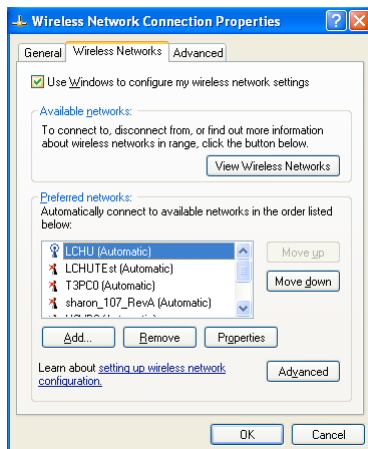 Wireless Network Connection Properties
General Wireless Networks Advanced
Use Windows to configure my wireless network settings
Available networks:
To connect to, disconnect from, or find out more information
about wireless networks in range, click the button below.
View Wireless Networks
Preferred networks:
Automatically connect to available networks in the order listed
below:
LCHU (Automatic)
LCHUTEst (Automatic)
T3PC0 (Automatic)
sharon_107_RevA (Automatic)
Move up
Move down
Add... Remove Properties
Learn about setting up wireless network
configuration.
Advanced
OK Cancel